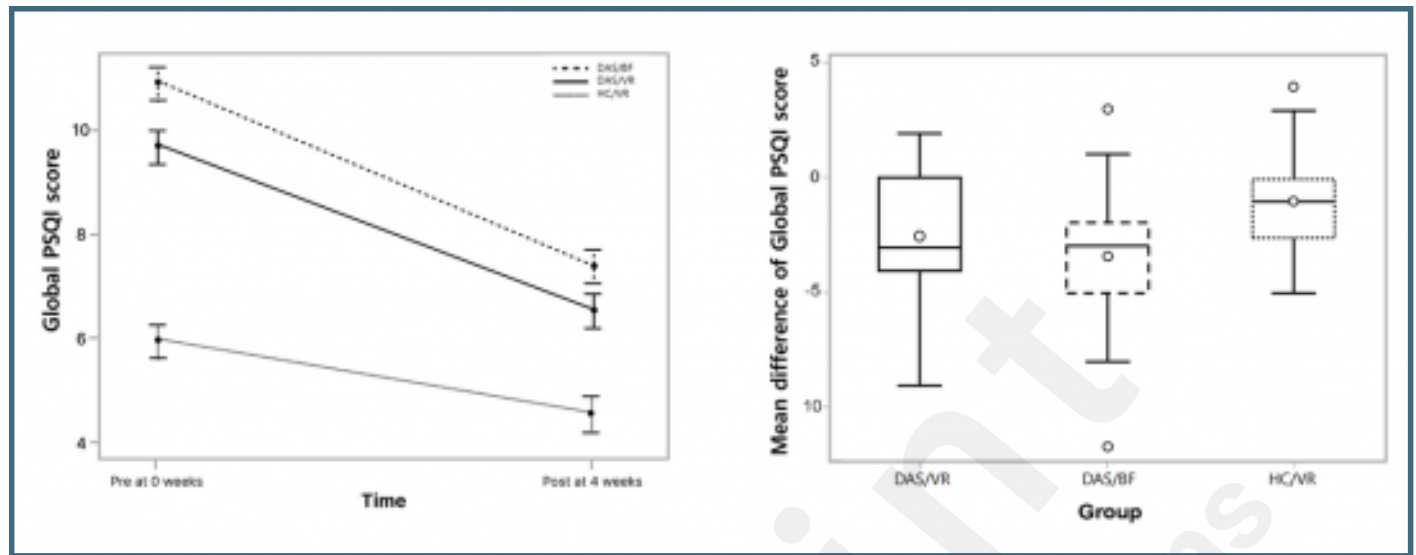 Global PSQI score
10
8
6
4
DAS/BF
DAS/VR
HC/VR
Pre at 0 weeks
Post at 4 weeks
Time
Mean difference of Global PSQI score
5
0
-5
10
DAS/VR
DAS/BF
HC/VR
Group
int
ns